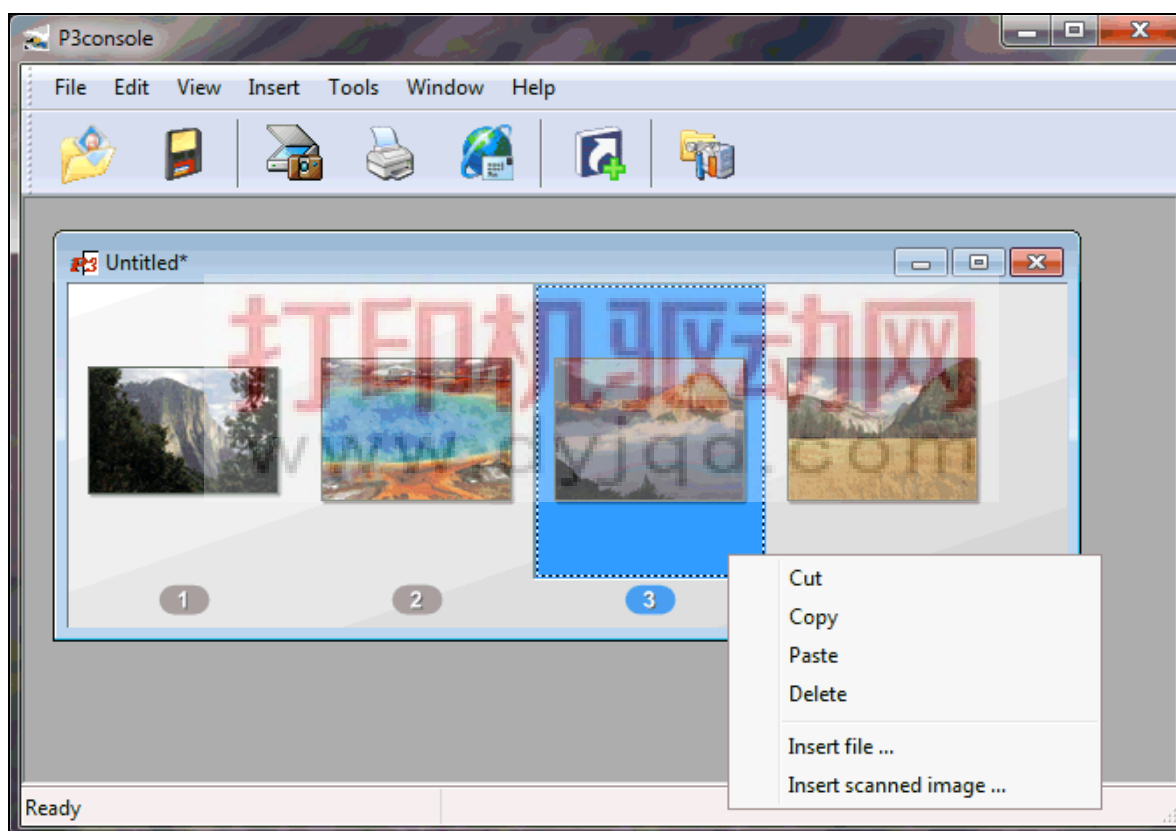 P3console
File Edit View Insert Tools Window Help
P3 Untitled*
打印机驱动网
www.dyjqd.com
1 2 3
Cut
Copy
Paste
Delete
Insert file ...
Insert scanned image ...
Ready